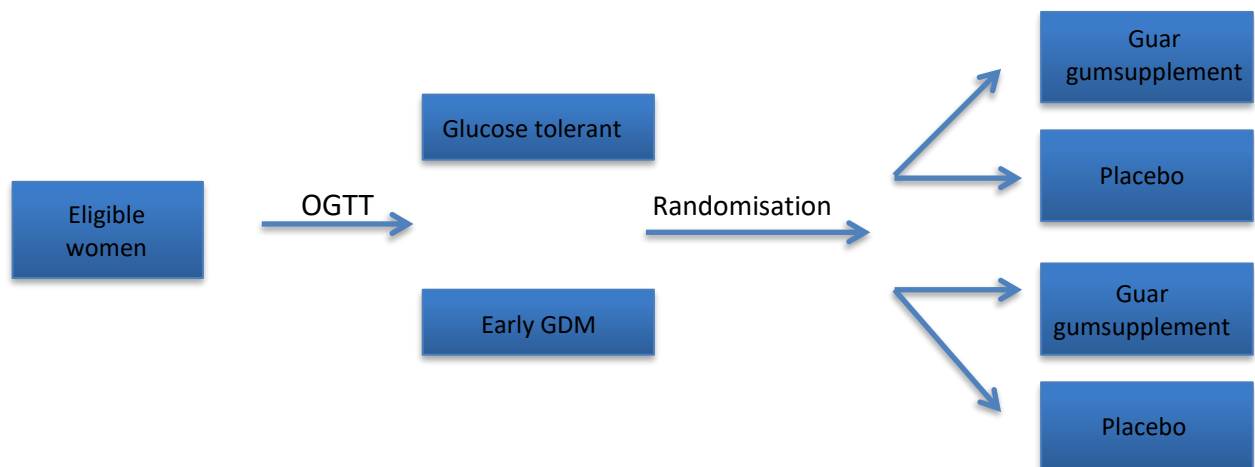 Eligible
women
OGTT
Glucose tolerant
Early GDM
Randomisation
Guar
gumsupplement
Placebo
Guar
gumsupplement
Placebo